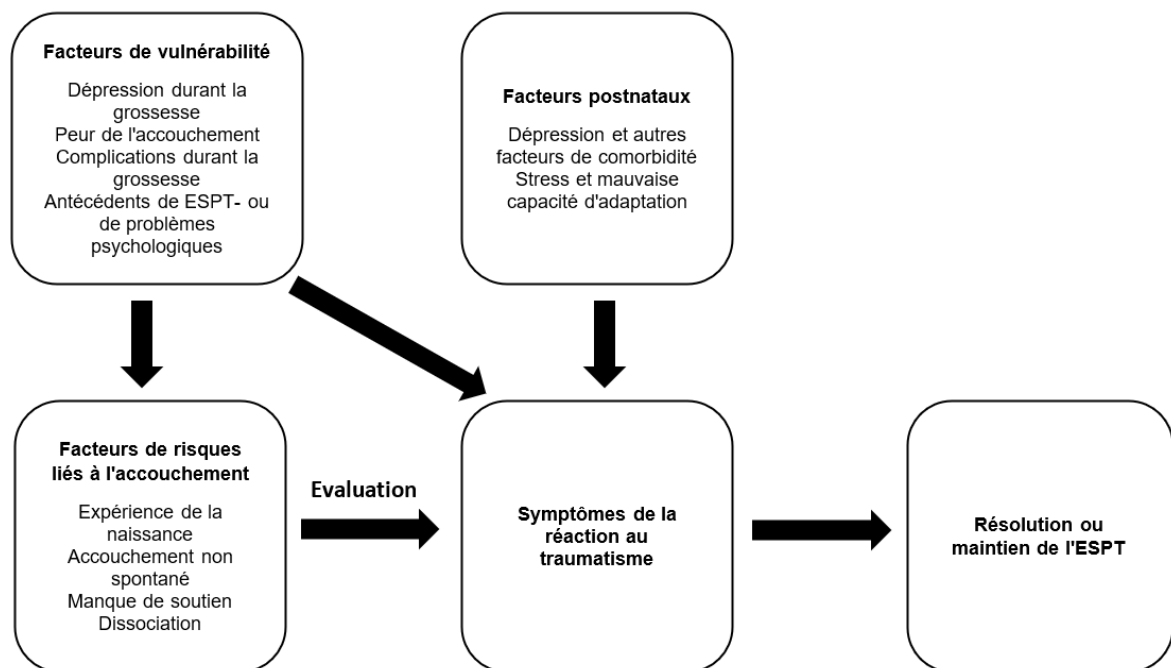 Facteurs de vulnérabilité
Dépression durant la
grossesse
Peur de l'accouchement
Complications durant la
grossesse
Antécédents de ESPT- ou
de problèmes
psychologiques
Facteurs postnataux
Dépression et autres
facteurs de comorbidité
Stress et mauvaise
capacité d'adaptation
Facteurs de risques
liés à l'accouchement
Expérience de la
naissance
Accouchement non
spontané
Manque de soutien
Dissociation
Evaluation
Symptômes de la
réaction au
traumatisme
Résolution ou
maintien de l'ESPT